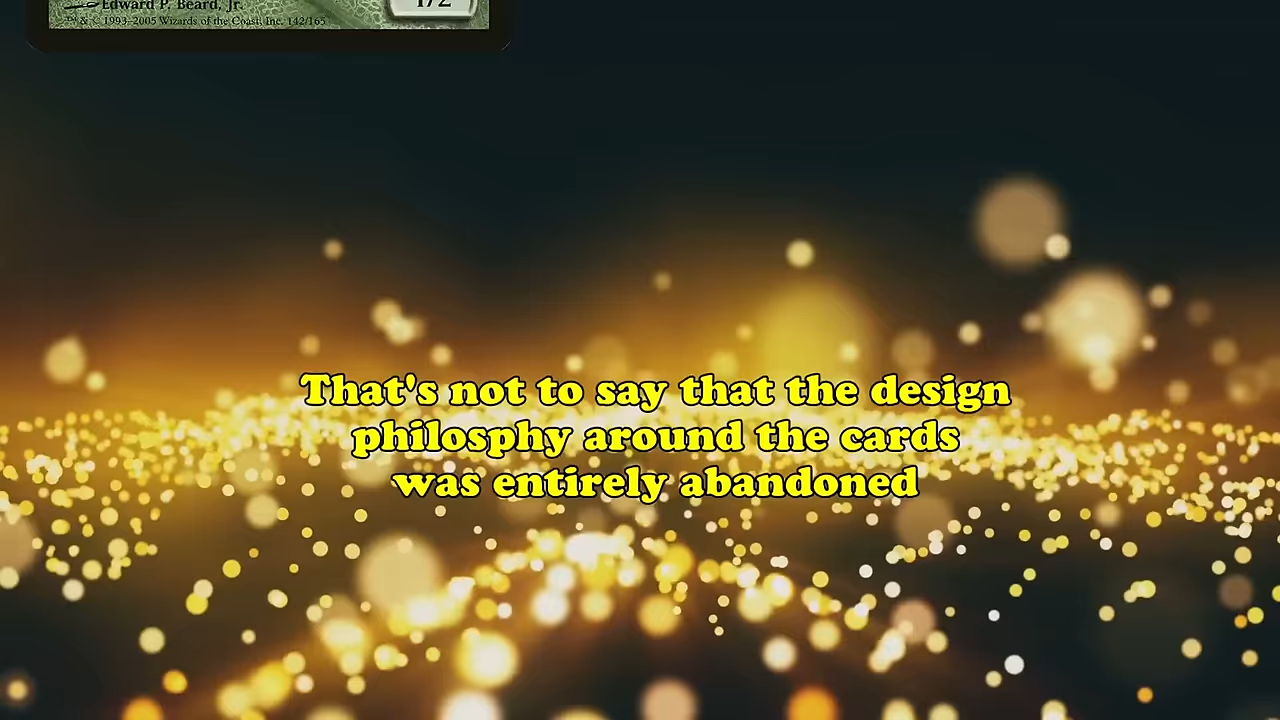 Edward P. Beard, Jr.
1/2
™ & © 1993-2005 Wizards of the Coast, Inc. 142/165
That's not to say that the design
philosphy around the cards
was entirely abandoned